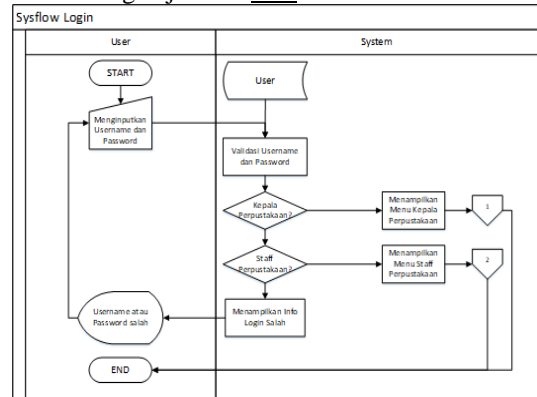 Sysflow Login
User
System
START
User
Menginputkan
Username dan
Password
Validasi Username
dan Password
Kepala
Perpustakaan?
Menampilkan
Menu Kepala
Perpustakaan
1
Staff
Perpustakaan?
Menampilkan
Menu Staff
Perpustakaan
2
Username atau
Password salah
Menampilkan Info
Login Salah
END